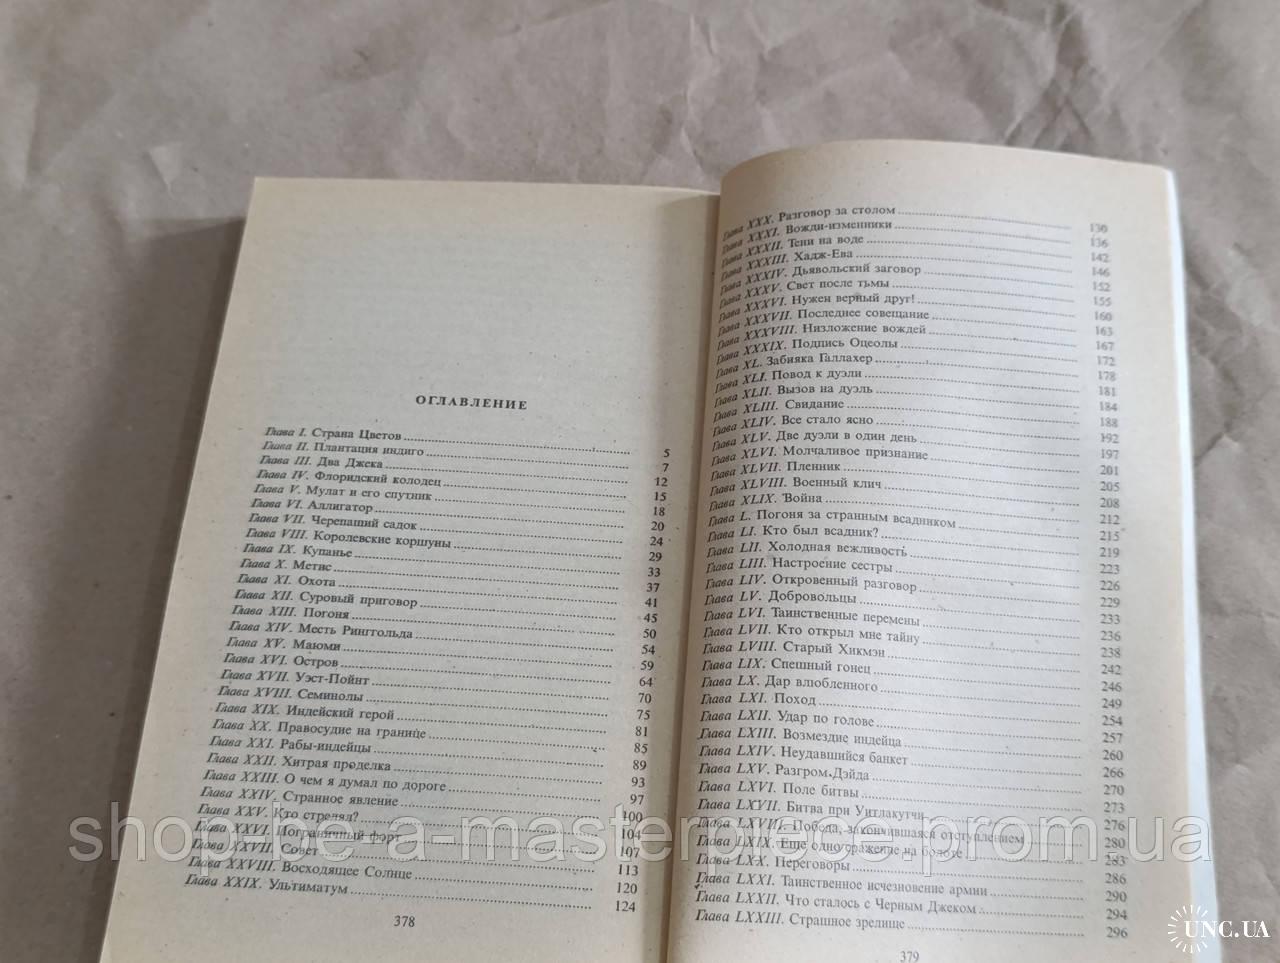 ОГЛАВЛЕНИЕ
Глава I. Страна Цветов 5
Глава II. Плантация индиго 7
Глава III. Два Джека 12
Глава IV. Флоридский колодец 15
Глава V. Мулат и его спутник 18
Глава VI. Аллигатор 20
Глава VII. Черепаший садок 24
Глава VIII. Королевские коршуны 29
Глава IX. Купанье 33
Глава X. Метис 37
Глава XI. Охота 41
Глава XII. Суровый приговор 45
Глава XIII. Погоня 50
Глава XIV. Месть Ринггольда 54
Глава XV. Маюми 59
Глава XVI. Остров 64
Глава XVII. Уэст-Пойнт 70
Глава XVIII. Семинолы 75
Глава XIX. Индейский герой 81
Глава XX. Правосудие на границе 85
Глава XXI. Рабы-индейцы 89
Глава XXII. Хитрая проделка 93
Глава XXIII. О чем я думал по дороге 97
Глава XXIV. Странное явление 100
Глава XXV. Кто стрелял? 104
Глава XXVI. Пограничный форт 107
Глава XXVII. Совет 113
Глава XXVIII. Восходящее Солнце 120
Глава XXIX. Ультиматум 124
378
Глава XXX. Разговор за столом 130
Глава XXXI. Вожди-изменники 136
Глава XXXII. Тени на воде 142
Глава XXXIII. Хадж-Ева 146
Глава XXXIV. Дьявольский заговор 152
Глава XXXV. Свет после тьмы 155
Глава XXXVI. Нужен верный друг! 160
Глава XXXVII. Последнее совещание 163
Глава XXXVIII. Низложение вождей 167
Глава XXXIX. Подпись Оцеолы 172
Глава XL. Забияка Галлахер 178
Глава XLI. Повод к дуэли 181
Глава XLII. Вызов на дуэль 184
Глава XLIII. Свидание 188
Глава XLIV. Все стало ясно 192
Глава XLV. Две дуэли в один день 197
Глава XLVI. Молчаливое признание 201
Глава XLVII. Пленник 205
Глава XLVIII. Военный клич 208
Глава XLIX. Война 212
Глава L. Погоня за странным всадником 215
Глава LI. Кто был всадник? 219
Глава LII. Холодная вежливость 223
Глава LIII. Настроение сестры 226
Глава LIV. Откровенный разговор 229
Глава LV. Добровольцы 233
Глава LVI. Таинственные перемены 236
Глава LVII. Кто открыл мне тайну 238
Глава LVIII. Старый Хикмэн 242
Глава LIX. Спешный гонец 246
Глава LX. Дар влюбленного 249
Глава LXI. Поход 254
Глава LXII. Удар по голове 257
Глава LXIII. Возмездие индейца 260
Глава LXIV. Неудавшийся банкет 266
Глава LXV. Разгром Дэйда 270
Глава LXVI. Поле битвы 273
Глава LXVII. Битва при Уитлакутчи 276
Глава LXVIII. Победа, закончившаяся отступлением 280
Глава LXIX. Еще одно сражение на болоте 283
Глава LXX. Переговоры 286
Глава LXXI. Таинственное исчезновение армии 290
Глава LXXII. Что сталось с Черным Джеком 294
Глава LXXIII. Страшное зрелище 296
379
shop-be-a-masterpiece.prom.ua
UNC.UA